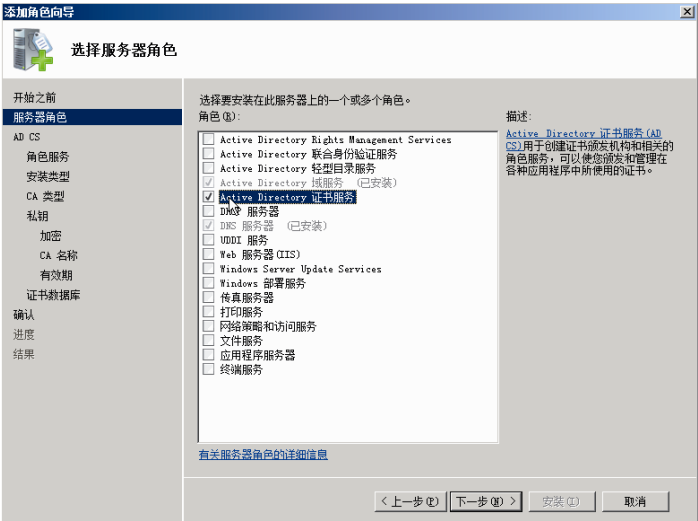 添加角色向导
选择服务器角色
开始之前
服务器角色
AD CS
角色服务
安装类型
CA 类型
私钥
加密
CA 名称
有效期
证书数据库
确认
进度
结果
选择要安装在此服务器上的一个或多个角色。
角色(R):
Active Directory Rights Management Services
Active Directory 联合身份验证服务
Active Directory 轻型目录服务
Active Directory 域服务 (已安装)
Active Directory 证书服务
DHCP 服务器
DNS 服务器 (已安装)
UDDI 服务
Web 服务器(IIS)
Windows Server Update Services
Windows 部署服务
传真服务器
打印服务
网络策略和访问服务
文件服务
应用程序服务器
终端服务
有关服务器角色的详细信息
描述:
Active Directory 证书服务(AD
CS)用于创建证书颁发机构和相关的
角色服务，可以使您颁发和管理在
各种应用程序中所使用的证书。
< 上一步(P)
下一步(N) >
安装(I)
取消